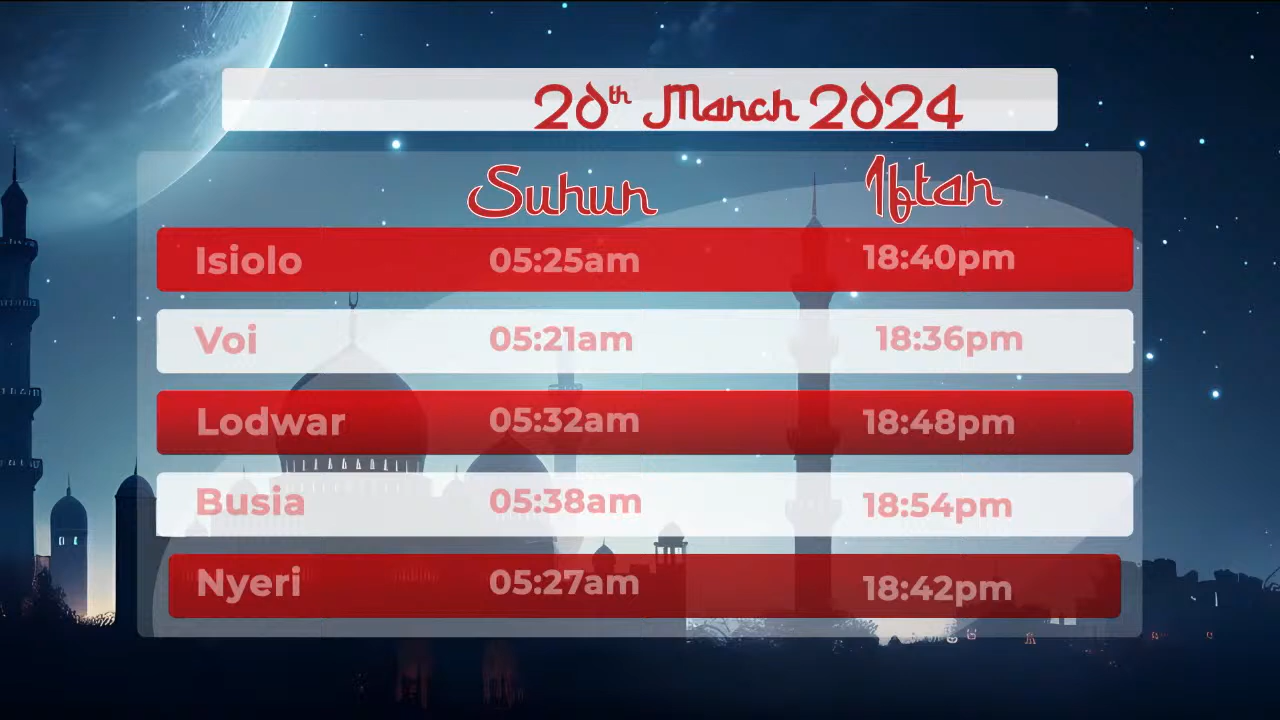 20th March 2024
Suhur Iftar
Isiolo 05:25am 18:40pm
Voi 05:21am 18:36pm
Lodwar 05:32am 18:48pm
Busia 05:38am 18:54pm
Nyeri 05:27am 18:42pm